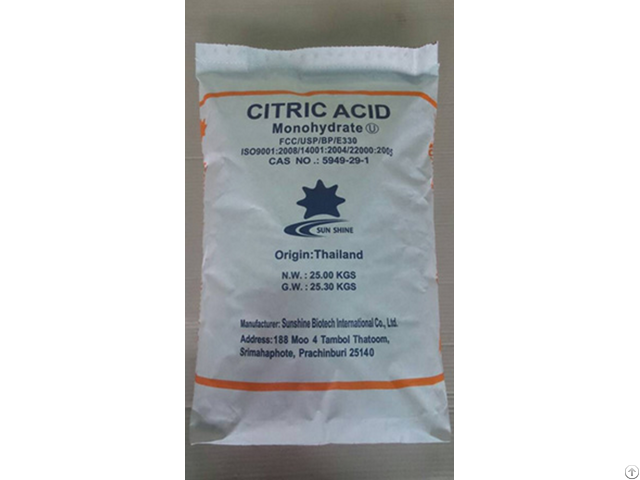 CITRIC ACID
Monohydrate Ⓤ
FCC/USP/BP/E330
ISO9001:2008/14001:2004/22000:2005
CAS NO .: 5949-29-1
SUN SHINE
Origin:Thailand
N.W. : 25.00 KGS
G.W. : 25.30 KGS
Manufacturer: Sunshine Biotech International Co., Ltd.
Address:188 Moo 4 Tambol Thatoom,
Srimahaphote, Prachinburi 25140